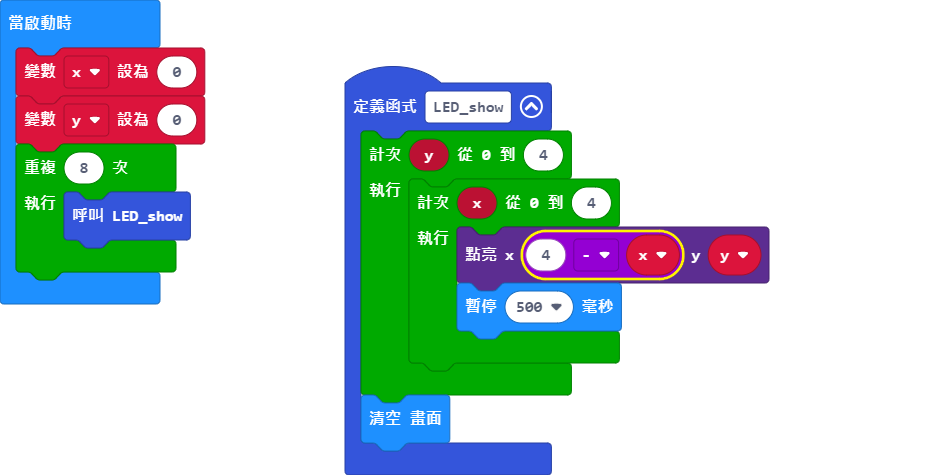 當啟動時
變數 x 設為 0
變數 y 設為 0
重複 8 次
執行
呼叫 LED_show
定義函式 LED_show
計次 y 從 0 到 4
執行
計次 x 從 0 到 4
執行
點亮 x 4 - x y y
暫停 500 毫秒
清空 畫面